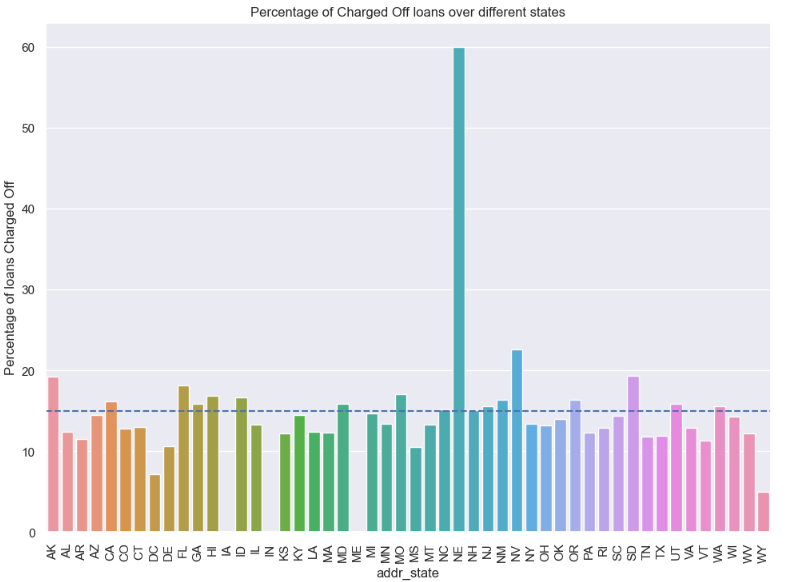 Percentage of Charged Off loans over different states
Percentage of loans Charged Off
60
50
40
30
20
10
0
AK AL AR AZ CA CO CT DC DE FL GA HI IA ID IL IN KS KY LA MA MD ME MI MN MO MS MT NC NE NH NJ NM NV NY OH OK OR PA RI SC SD TN TX UT VA VT WA WI WV WY
addr_state